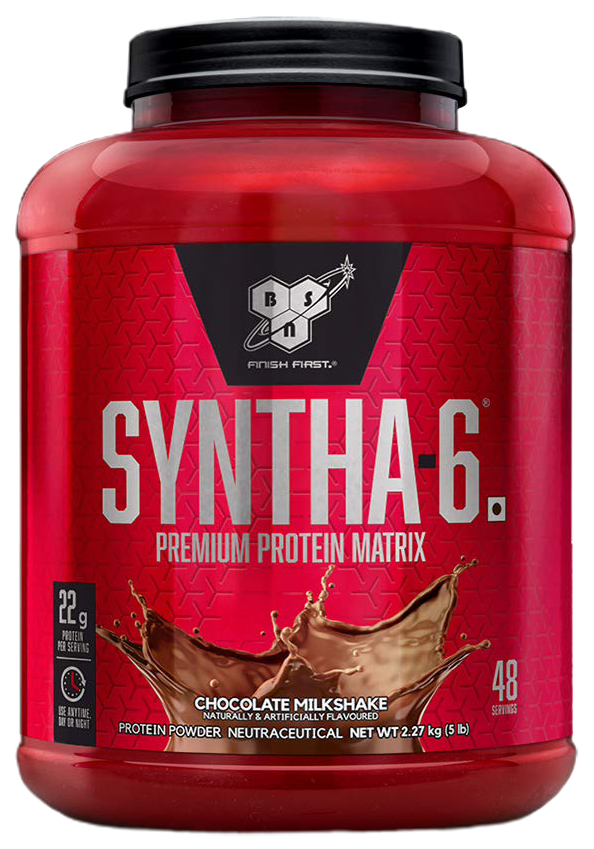 B S
N
FINISH FIRST.®
SYNTHA-6®
PREMIUM PROTEIN MATRIX
22g
PROTEIN
PER SERVING
USE ANYTIME,
DAY OR NIGHT
48
SERVINGS
CHOCOLATE MILKSHAKE
NATURALLY & ARTIFICIALLY FLAVOURED
PROTEIN POWDER NEUTRACEUTICAL NET WT 2.27 kg (5 lb)